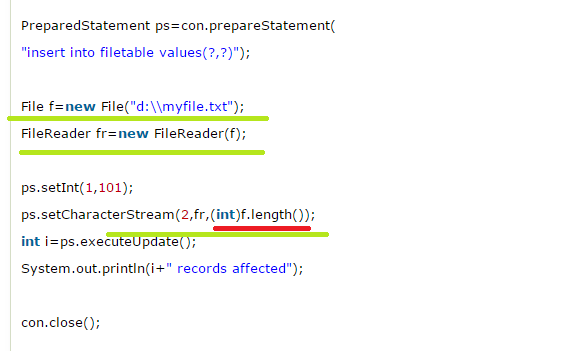 PreparedStatement ps=con.prepareStatement(
"insert into filetable values(?,?)");
File f=new File("d:\\myfile.txt");
FileReader fr=new FileReader(f);
ps.setInt(1,101);
ps.setCharacterStream(2,fr,(int)f.length());
int i=ps.executeUpdate();
System.out.println(i+" records affected");
con.close();